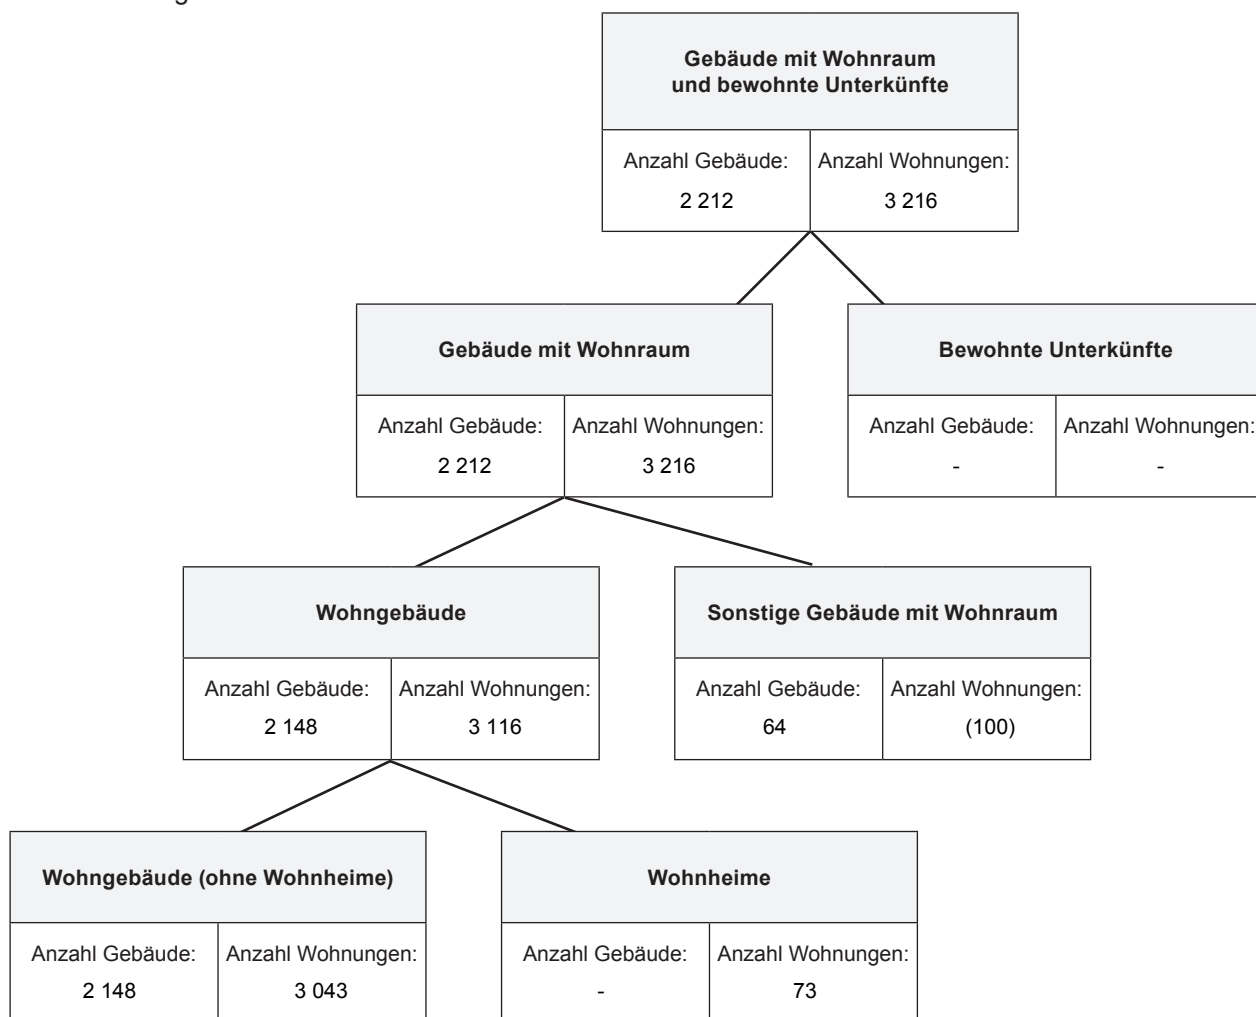 Gebäude mit Wohnraum
und bewohnte Unterkünfte
Anzahl Gebäude: Anzahl Wohnungen:
2 212 3 216
Gebäude mit Wohnraum
Anzahl Gebäude: Anzahl Wohnungen:
2 212 3 216
Bewohnte Unterkünfte
Anzahl Gebäude: Anzahl Wohnungen:
- -
Wohngebäude
Anzahl Gebäude: Anzahl Wohnungen:
2 148 3 116
Sonstige Gebäude mit Wohnraum
Anzahl Gebäude: Anzahl Wohnungen:
64 (100)
Wohngebäude (ohne Wohnheime)
Anzahl Gebäude: Anzahl Wohnungen:
2 148 3 043
Wohnheime
Anzahl Gebäude: Anzahl Wohnungen:
- 73